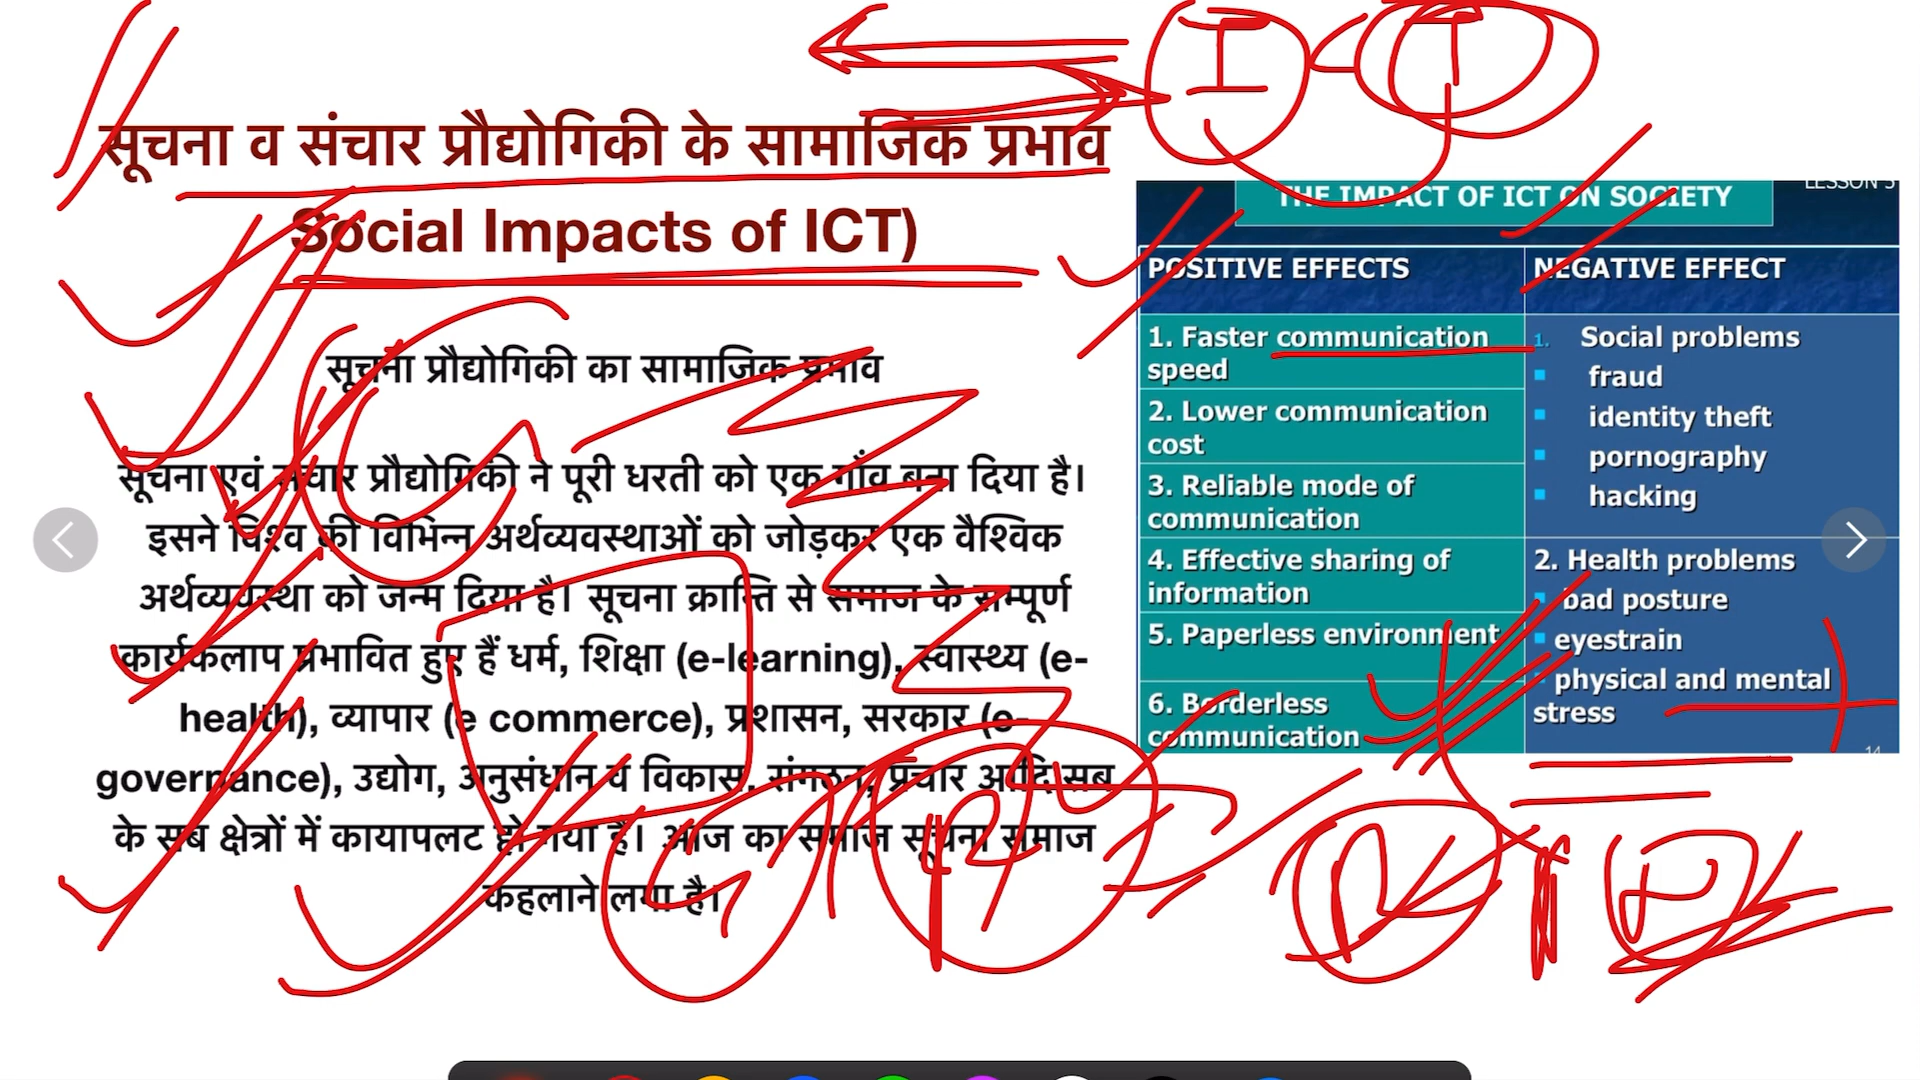 सूचना व संचार प्रौद्योगिकी के सामाजिक प्रभाव
Social Impacts of ICT)
सूचना प्रौद्योगिकी का सामाजिक प्रभाव
सूचना एवं संचार प्रौद्योगिकी ने पूरी धरती को एक गाँव बना दिया है।
इसने विश्व की विभिन्न अर्थव्यवस्थाओं को जोड़कर एक वैश्विक
अर्थव्यवस्था को जन्म दिया है। सूचना क्रान्ति से समाज के सम्पूर्ण
कार्यकलाप प्रभावित हुए हैं धर्म, शिक्षा (e-learning), स्वास्थ्य (e-
health), व्यापार (e commerce), प्रशासन, सरकार (e-
governance), उद्योग, अनुसंधान व विकास, संगठन, प्रचार आदि सब
के सब क्षेत्रों में कायापलट हो गया है। आज का समाज सूचना समाज
कहलाने लगा है।
I T
LESSON 5
THE IMPACT OF ICT ON SOCIETY
POSITIVE EFFECTS
1. Faster communication
speed
2. Lower communication
cost
3. Reliable mode of
communication
4. Effective sharing of
information
5. Paperless environment
6. Borderless
communication
NEGATIVE EFFECT
1. Social problems
fraud
identity theft
pornography
hacking
2. Health problems
bad posture
eyestrain
physical and mental
stress
14